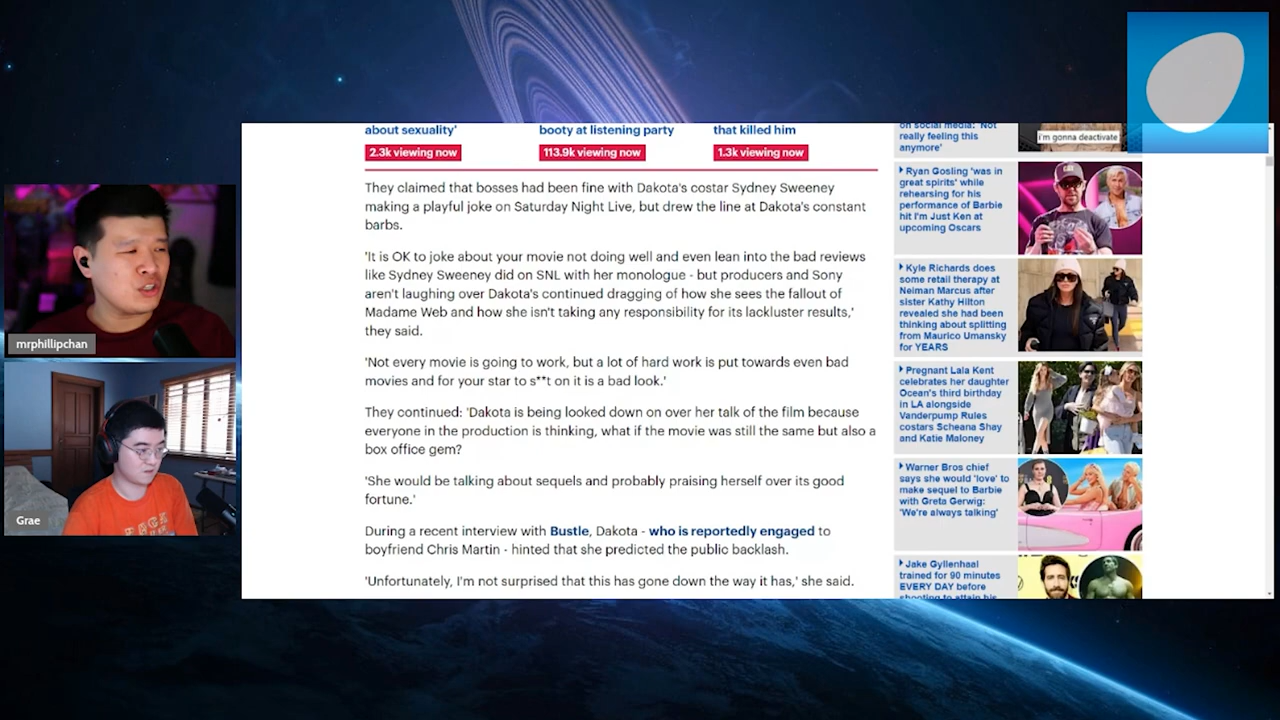 about sexuality'
booty at listening party
that killed him
2.3k viewing now
113.9k viewing now
1.3k viewing now
They claimed that bosses had been fine with Dakota's costar Sydney Sweeney
making a playful joke on Saturday Night Live, but drew the line at Dakota's constant
barbs.
'It is OK to joke about your movie not doing well and even lean into the bad reviews
like Sydney Sweeney did on SNL with her monologue - but producers and Sony
aren't laughing over Dakota's continued dragging of how she sees the fallout of
Madame Web and how she isn't taking any responsibility for its lackluster results,'
they said.
'Not every movie is going to work, but a lot of hard work is put towards even bad
movies and for your star to s**t on it is a bad look.'
They continued: 'Dakota is being looked down on over her talk of the film because
everyone in the production is thinking, what if the movie was still the same but also a
box office gem?
'She would be talking about sequels and probably praising herself over its good
fortune.'
During a recent interview with Bustle, Dakota - who is reportedly engaged to
boyfriend Chris Martin - hinted that she predicted the public backlash.
'Unfortunately, I'm not surprised that this has gone down the way it has,' she said.
on social media: 'Not
really feeling this
anymore'
i'm gonna deactivate
Ryan Gosling 'was in
great spirits' while
rehearsing for his
performance of Barbie
hit I'm Just Ken at
upcoming Oscars
Kyle Richards does
some retail therapy at
Neiman Marcus after
sister Kathy Hilton
revealed she had been
thinking about splitting
from Maurico Umansky
for YEARS
Pregnant Lala Kent
celebrates her daughter
Ocean's third birthday
in LA alongside
Vanderpump Rules
costars Scheana Shay
and Katie Maloney
Warner Bros chief
says she would 'love' to
make sequel to Barbie
with Greta Gerwig:
'We're always talking'
Jake Gyllenhaal
trained for 90 minutes
EVERY DAY before
shooting to attain his
mrphillipchan
Grae